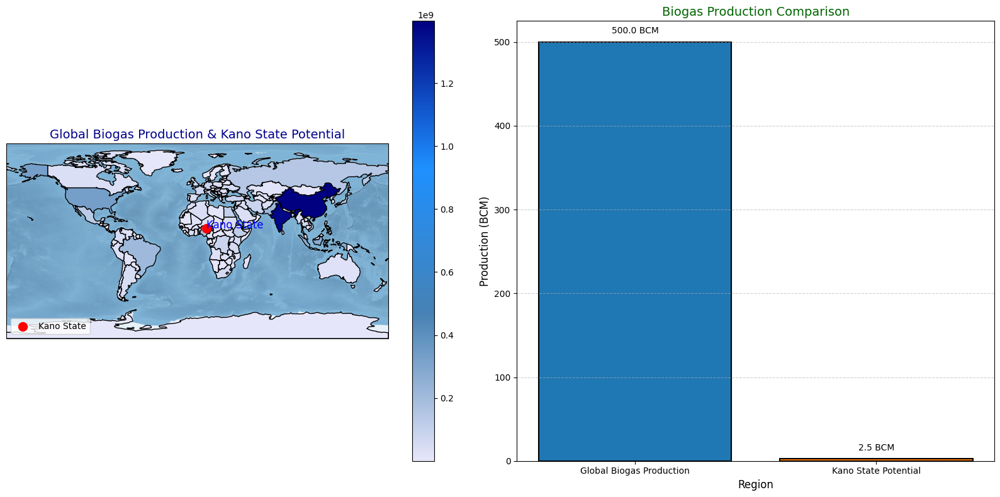 Global Biogas Production & Kano State Potential
Kano State
Kano State
1e9
1.2
1.0
0.8
0.6
0.4
0.2
Biogas Production Comparison
500.0 BCM
2.5 BCM
500
400
300
200
100
0
Production (BCM)
Global Biogas Production
Kano State Potential
Region